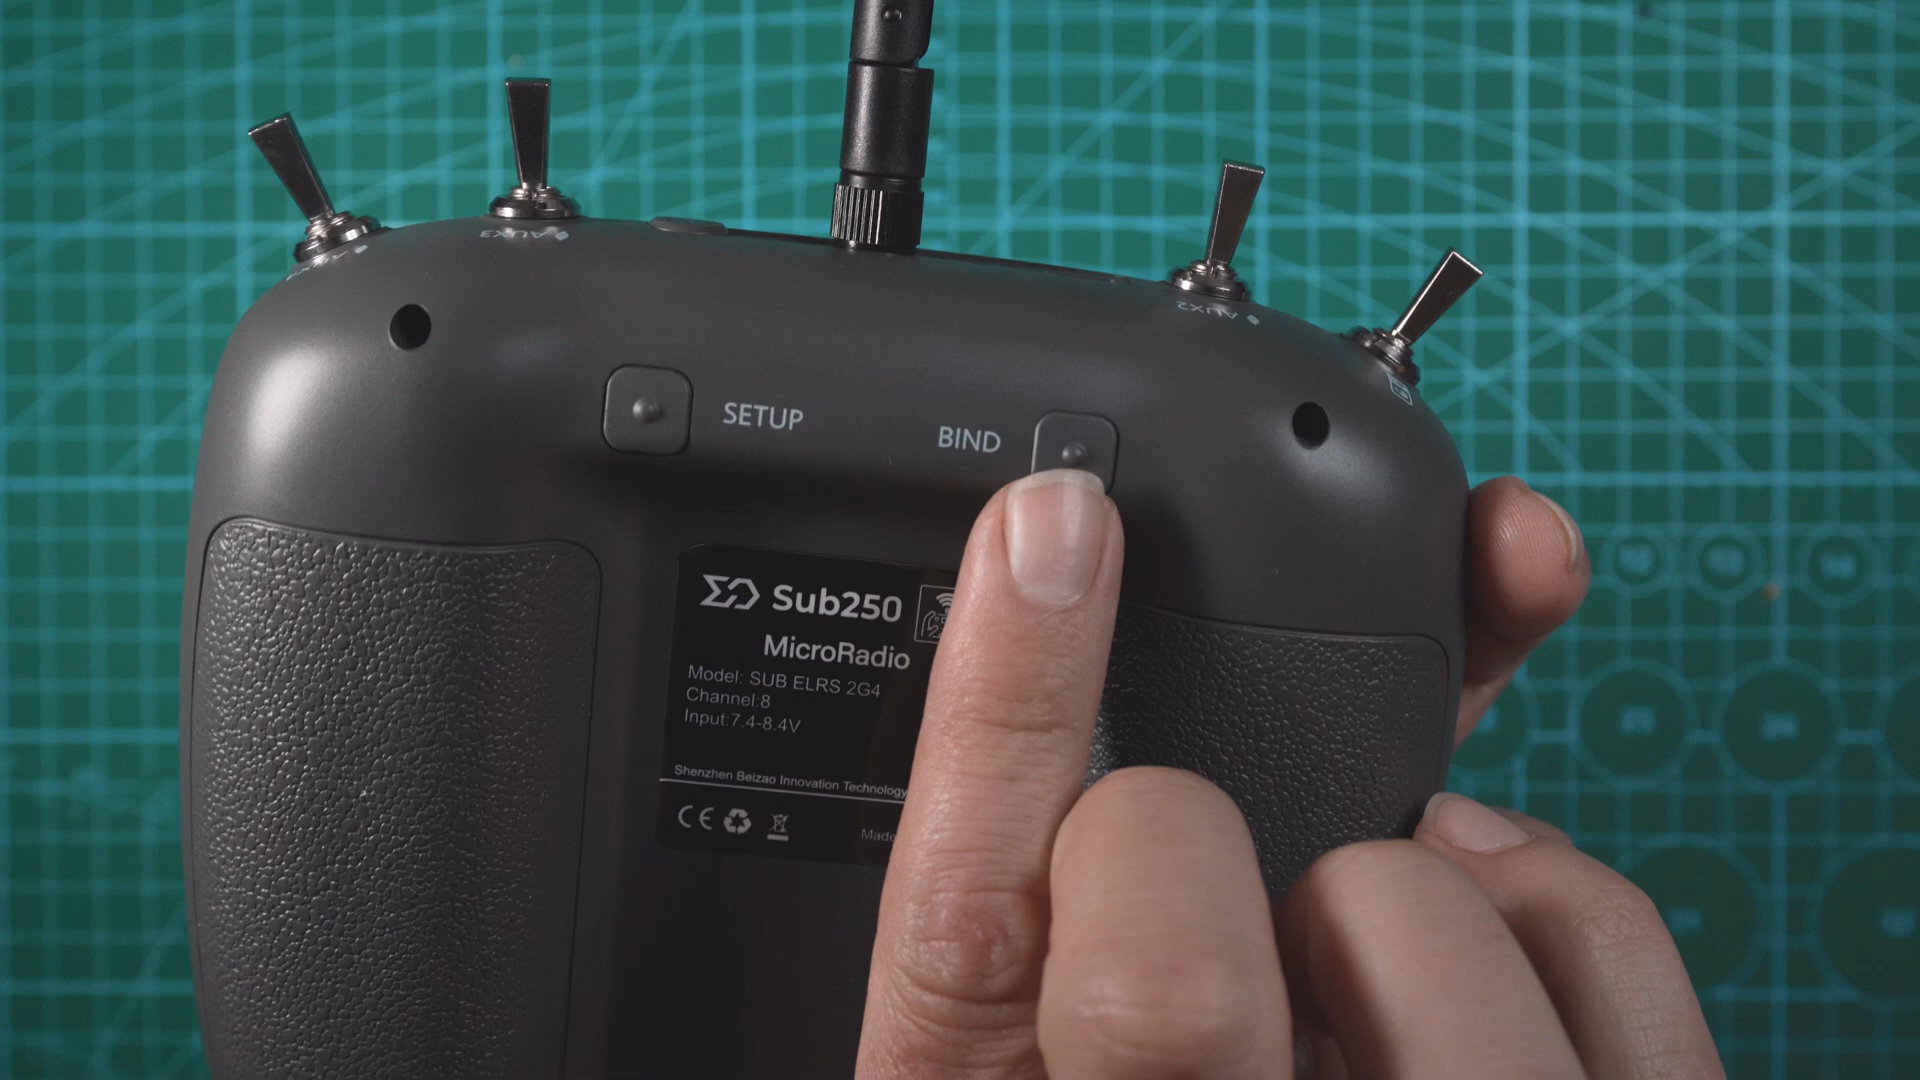 AUX3
AUX2
SETUP
BIND
Sub250
MicroRadio
Model: SUB ELRS 2G4
Channel:8
Input:7.4-8.4V
Shenzhen Beizao Innovation Technology
CE
Made